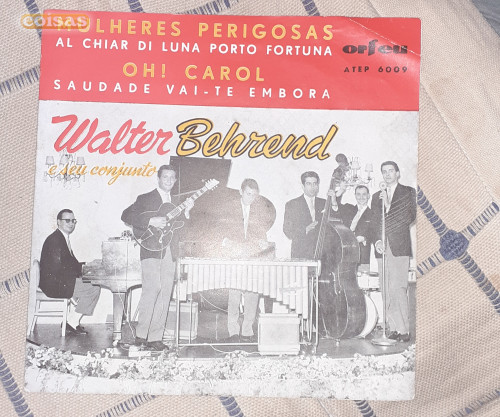 coisas
MULHERES PERIGOSAS
AL CHIAR DI LUNA PORTO FORTUNA
OH! CAROL
SAUDADE VAI-TE EMBORA
orfeu
ATEP 6009
Walter Behrend
e seu conjunto